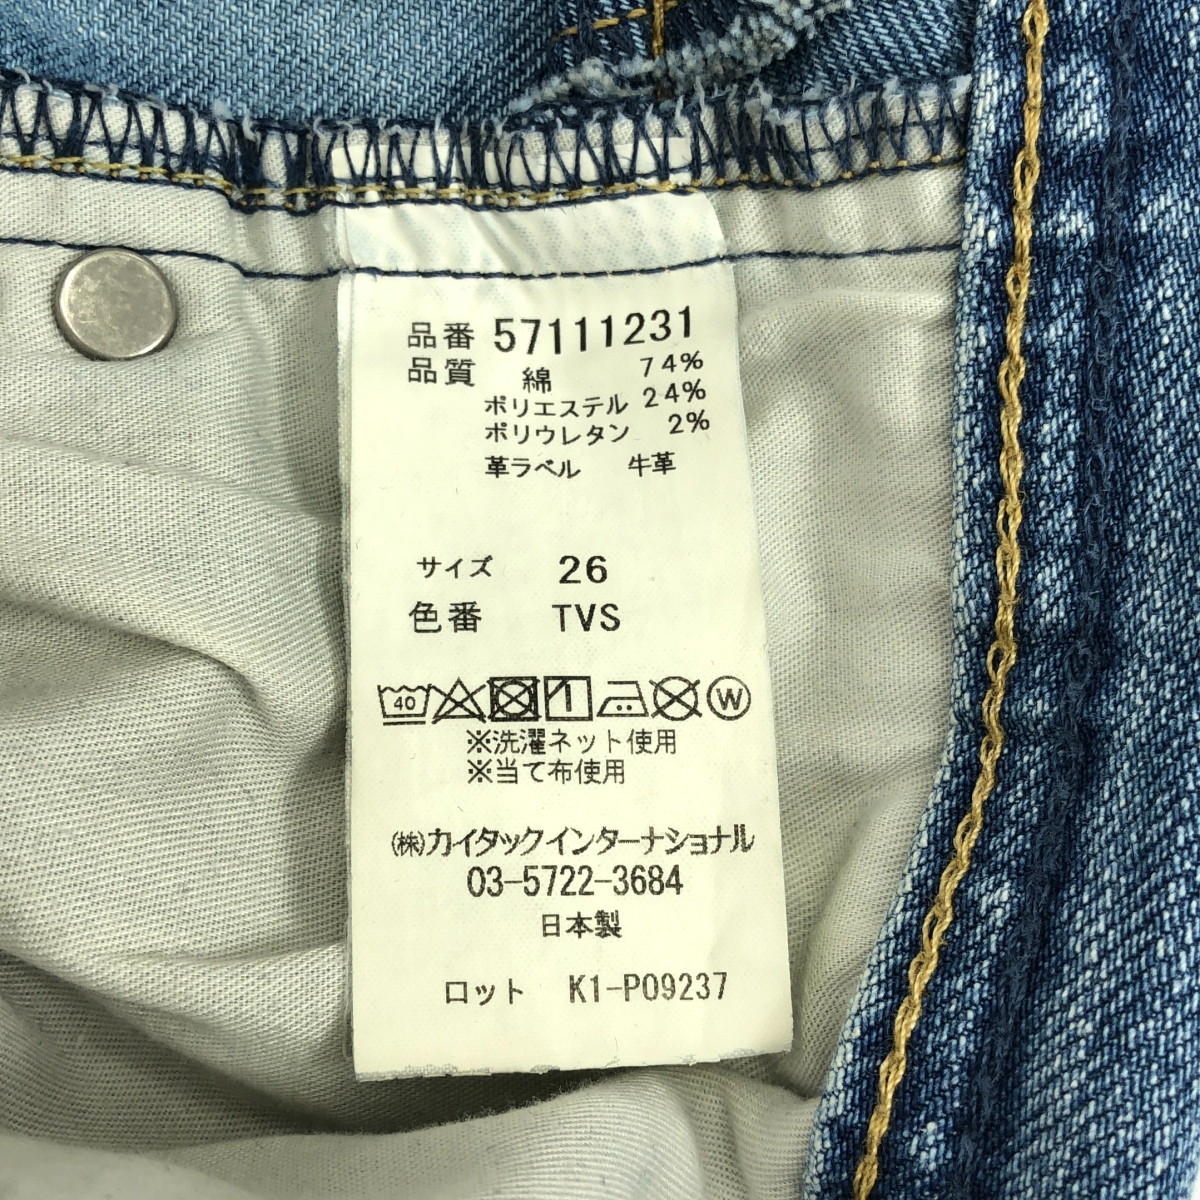 品番 57111231
品質 綿 74%
ポリエステル 24%
ポリウレタン 2%
革ラベル 牛革
サイズ 26
色番 TVS
40 W
※洗濯ネット使用
※当て布使用
(株)カイタックインターナショナル
03-5722-3684
日本製
ロット K1-P09237